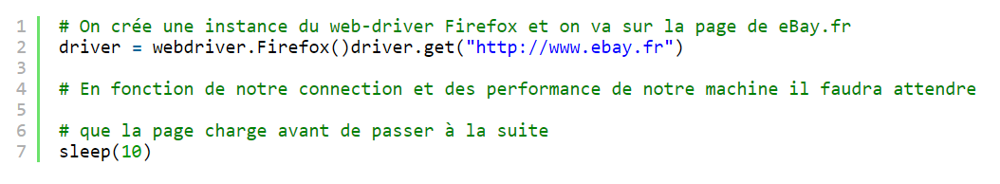 1 # On crée une instance du web-driver Firefox et on va sur la page de eBay.fr
2 driver = webdriver.Firefox()driver.get("http://www.ebay.fr")
3
4 # En fonction de notre connection et des performance de notre machine il faudra attendre
5
6 # que la page charge avant de passer à la suite
7 sleep(10)